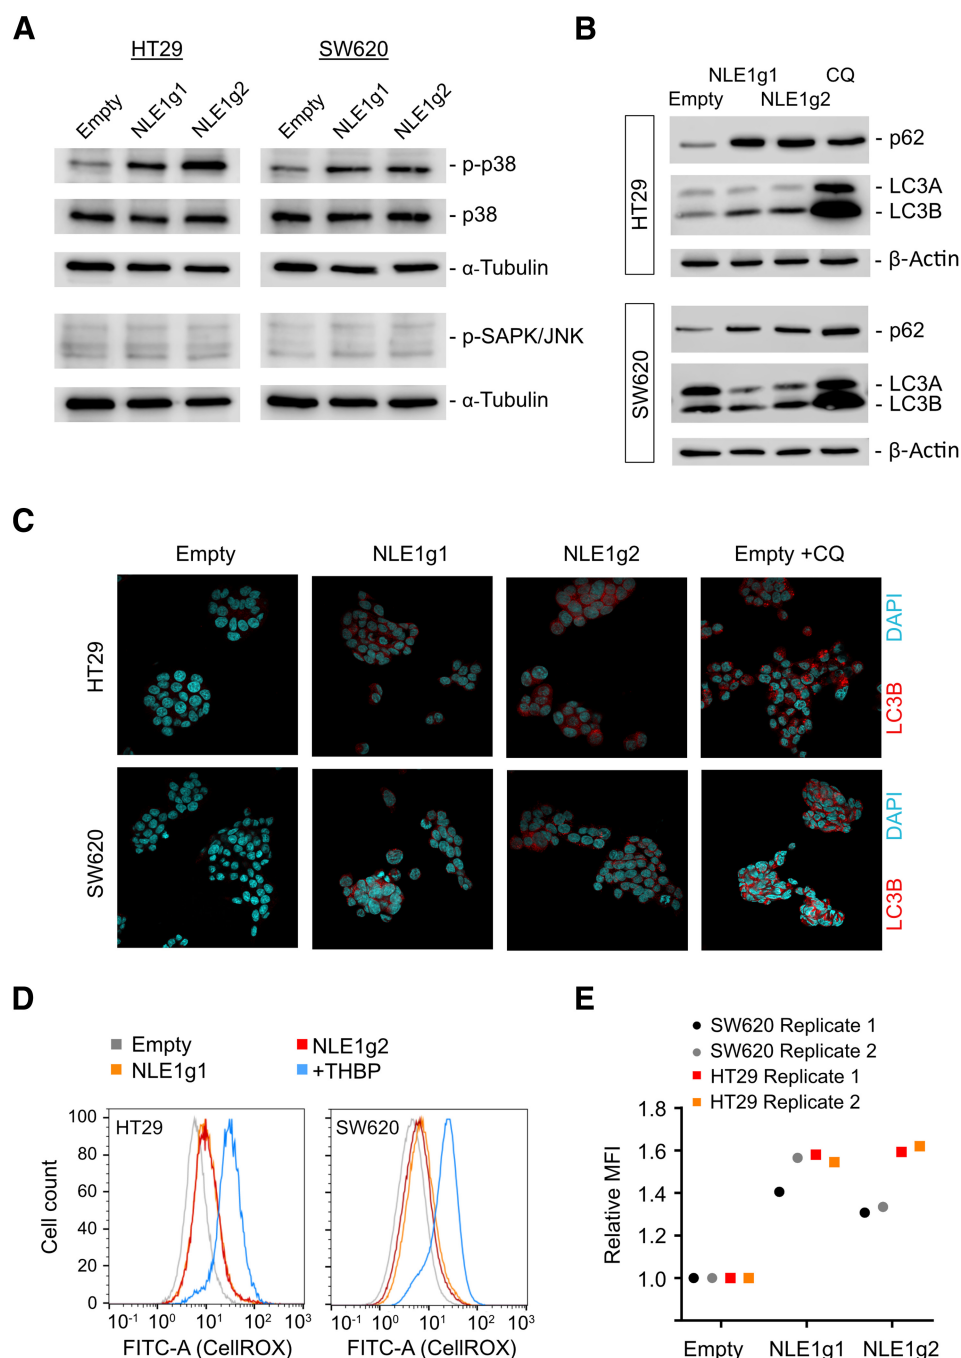 A
HT29
SW620
Empty
NLE1g1
NLE1g2
Empty
NLE1g1
NLE1g2
- p-p38
- p38
- α-Tubulin
- p-SAPK/JNK
- α-Tubulin
B
NLE1g1
CQ
Empty
NLE1g2
HT29
- p62
- LC3A
- LC3B
- β-Actin
SW620
- p62
- LC3A
- LC3B
- β-Actin
C
Empty
NLE1g1
NLE1g2
Empty +CQ
HT29
LC3B DAPI
SW620
LC3B DAPI
D
Empty
NLE1g1
NLE1g2
+THBP
Cell count
100
80
60
40
20
0
HT29
10-1 100 101 102 103
FITC-A (CellROX)
SW620
10-1 100 101 102 103
FITC-A (CellROX)
E
SW620 Replicate 1
SW620 Replicate 2
HT29 Replicate 1
HT29 Replicate 2
Relative MFI
1.8
1.6
1.4
1.2
1.0
Empty
NLE1g1
NLE1g2